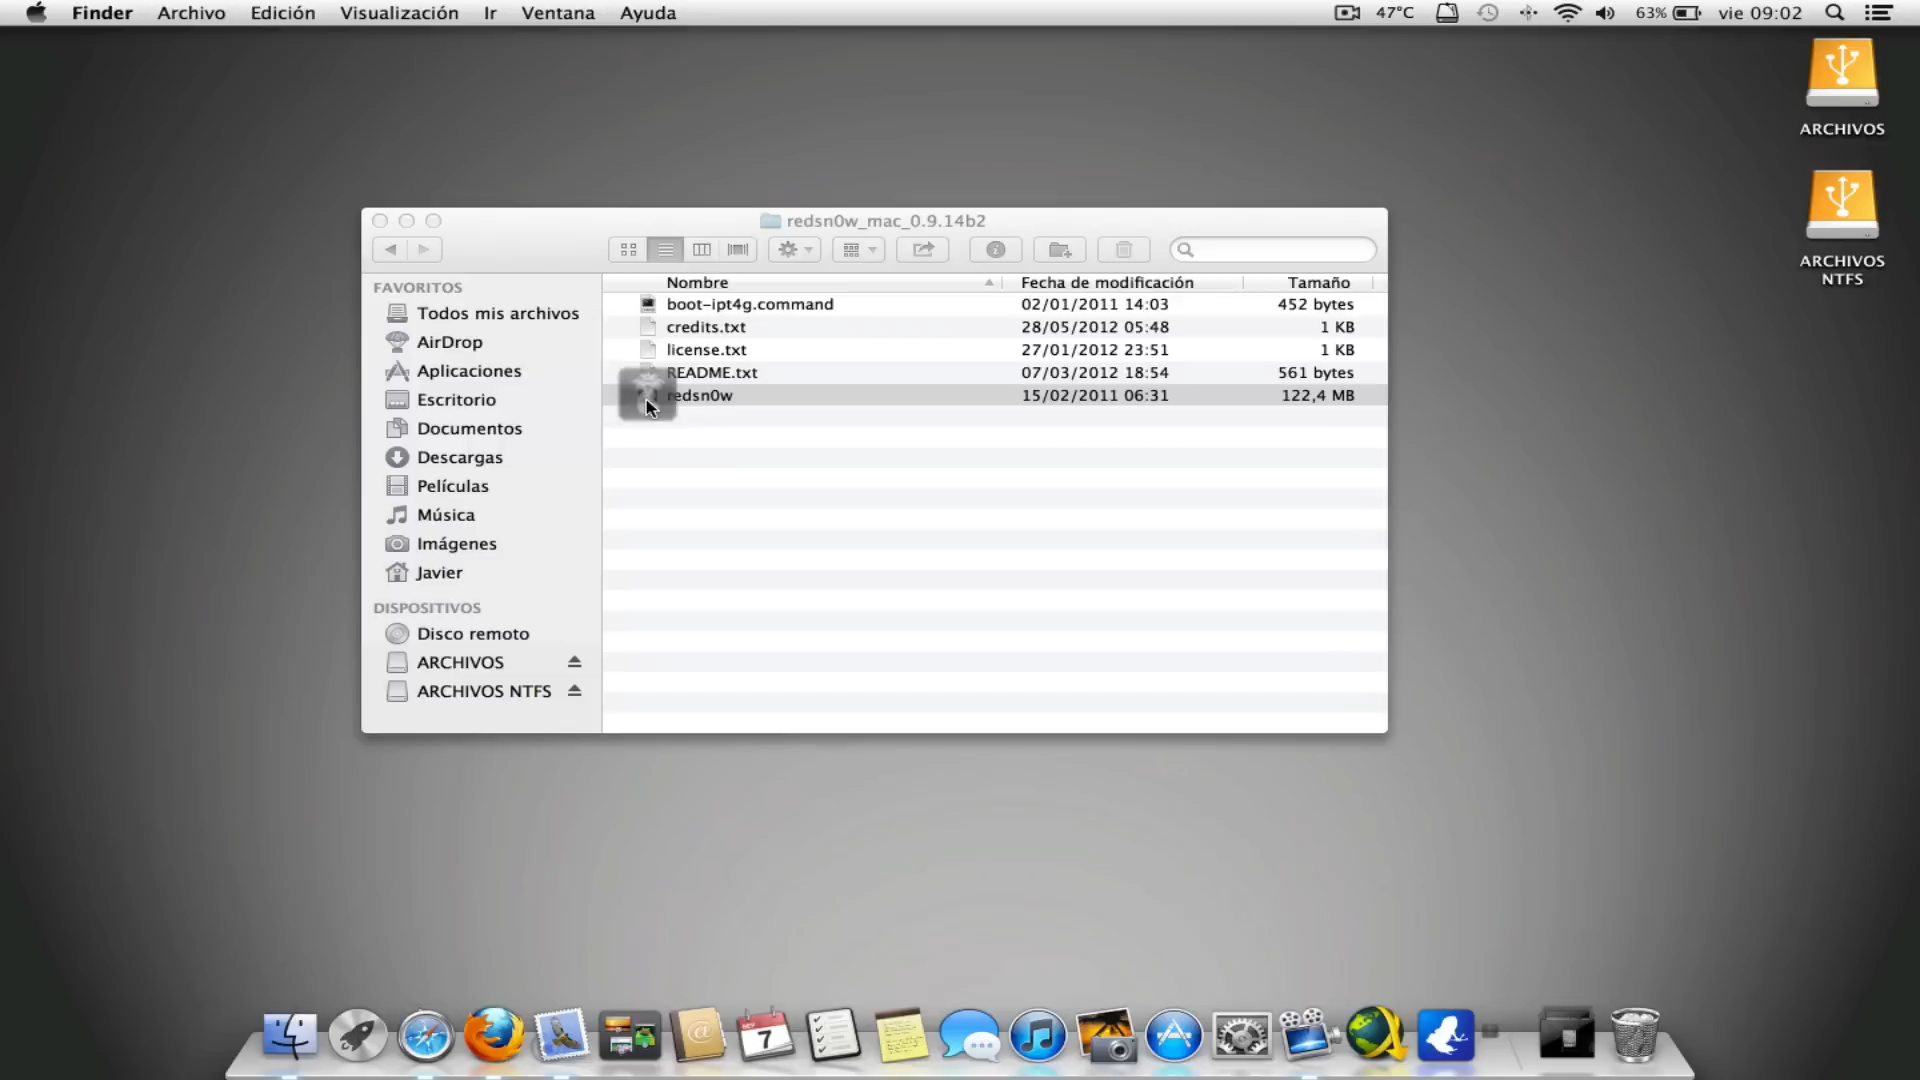 Finder Archivo Edición Visualización Ir Ventana Ayuda 47°C 63% vie 09:02
ARCHIVOS
ARCHIVOS
NTFS
redsn0w_mac_0.9.14b2
FAVORITOS
Todos mis archivos
AirDrop
Aplicaciones
Escritorio
Documentos
Descargas
Películas
Música
Imágenes
Javier
DISPOSITIVOS
Disco remoto
ARCHIVOS
ARCHIVOS NTFS
Nombre Fecha de modificación Tamaño
boot-ipt4g.command 02/01/2011 14:03 452 bytes
credits.txt 28/05/2012 05:48 1 KB
license.txt 27/01/2012 23:51 1 KB
README.txt 07/03/2012 18:54 561 bytes
redsn0w 15/02/2011 06:31 122,4 MB
7